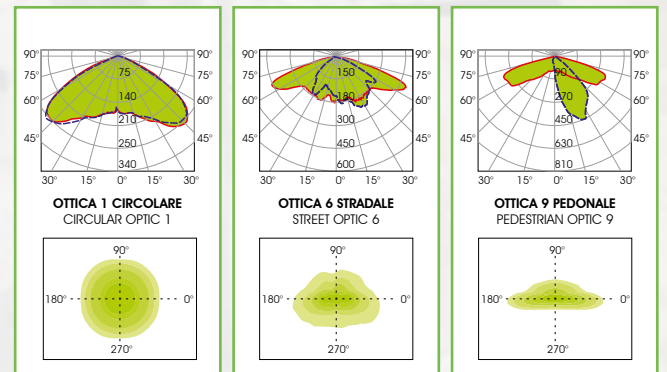 90° 90°
75° 75 75°
60° 140 60°
210
45° 250 45°
340
30° 15° 0° 15° 30°
OTTICA 1 CIRCOLARE
CIRCULAR OPTIC 1
90°
180° 0°
270°
90° 90°
75° 150 75°
60° 180 60°
300
45° 450 45°
600
30° 15° 0° 15° 30°
OTTICA 6 STRADALE
STREET OPTIC 6
90°
180° 0°
270°
90° 90°
75° 90 75°
60° 270 60°
450
45° 630 45°
810
30° 15° 0° 15° 30°
OTTICA 9 PEDONALE
PEDESTRIAN OPTIC 9
90°
180° 0°
270°